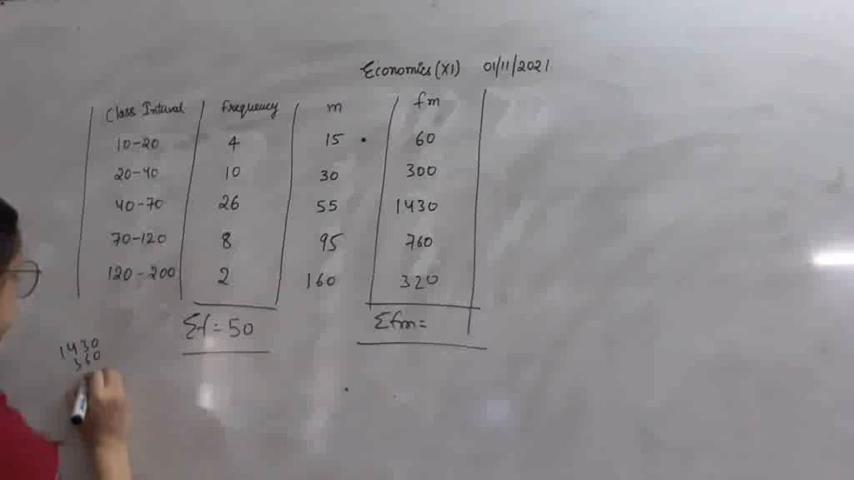 Economics (XI) 01/11/2021
Class Interval Frequency m fm
10-20 4 15 60
20-40 10 30 300
40-70 26 55 1430
70-120 8 95 760
120-200 2 160 320
Σf = 50 Σfm =
1430
360